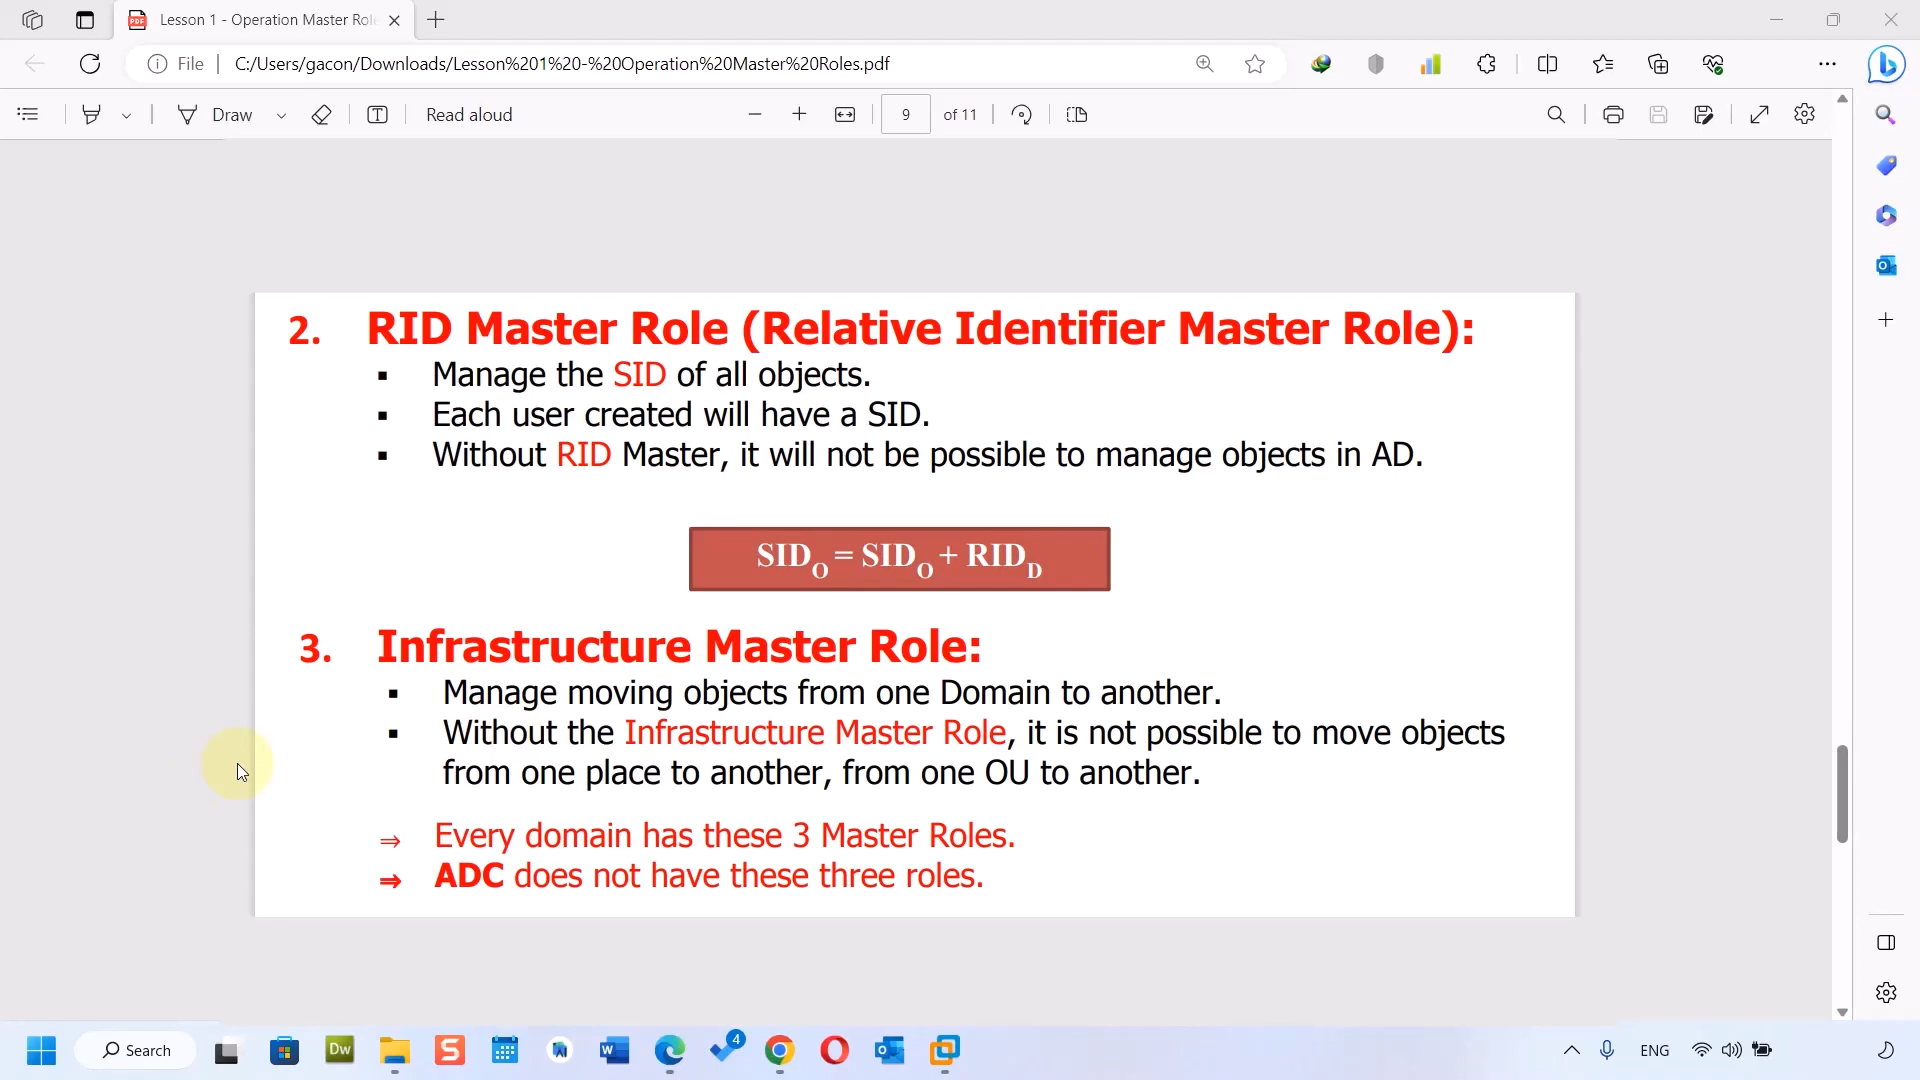 Lesson 1 - Operation Master Role
File
C:/Users/gacon/Downloads/Lesson%201%20-%20Operation%20Master%20Roles.pdf
Draw
Read aloud
9
of 11
2. RID Master Role (Relative Identifier Master Role):
▪ Manage the SID of all objects.
▪ Each user created will have a SID.
▪ Without RID Master, it will not be possible to manage objects in AD.
SIDO = SIDO + RIDD
3. Infrastructure Master Role:
▪ Manage moving objects from one Domain to another.
▪ Without the Infrastructure Master Role, it is not possible to move objects
from one place to another, from one OU to another.
⇒ Every domain has these 3 Master Roles.
⇒ ADC does not have these three roles.
Search
Dw
4
ENG